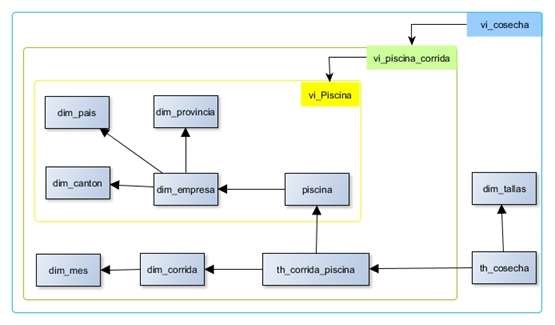 vi_cosecha
vi_piscina_corrida
vi_Piscina
dim_pais
dim_provincia
dim_canton
dim_empresa
piscina
dim_tallas
dim_mes
dim_corrida
th_corrida_piscina
th_cosecha